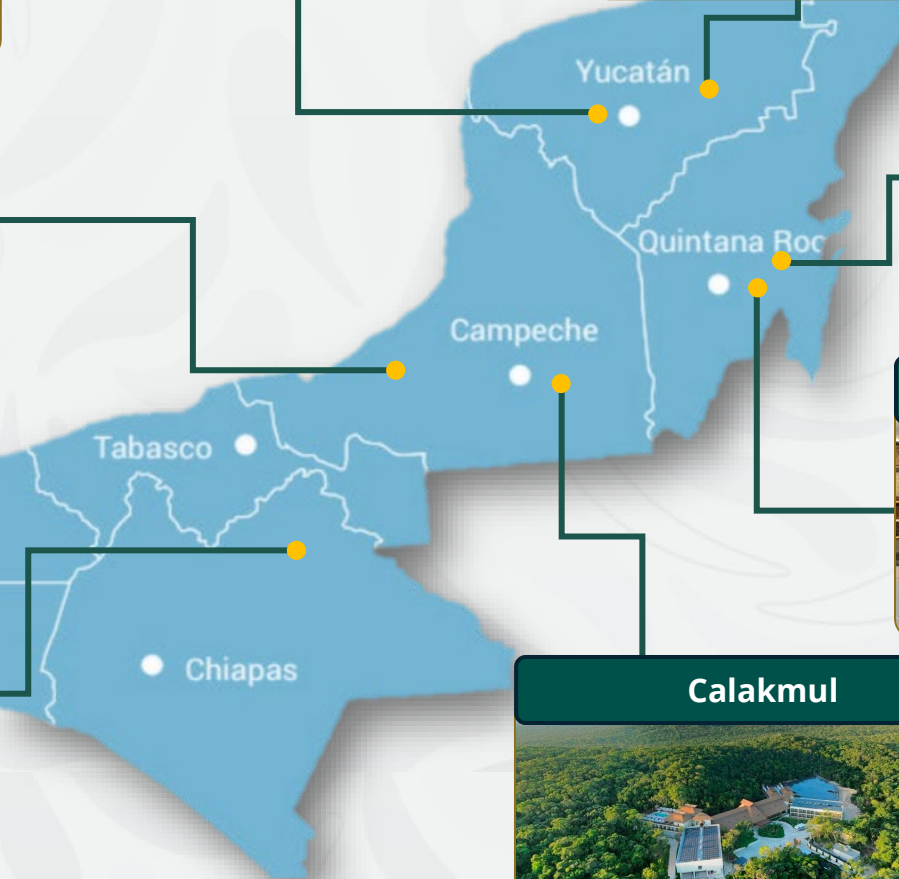 Yucatán
Quintana Roo
Campeche
Tabasco
Chiapas
Calakmul